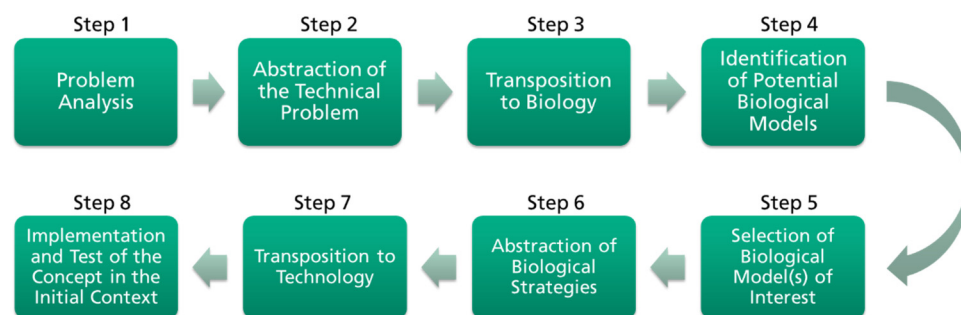 Step 1
Problem
Analysis
Step 2
Abstraction of
the Technical
Problem
Step 3
Transposition
to Biology
Step 4
Identification
of Potential
Biological
Models
Step 5
Selection of
Biological
Model(s) of
Interest
Step 6
Abstraction of
Biological
Strategies
Step 7
Transposition to
Technology
Step 8
Implementation
and Test of the
Concept in the
Initial Context